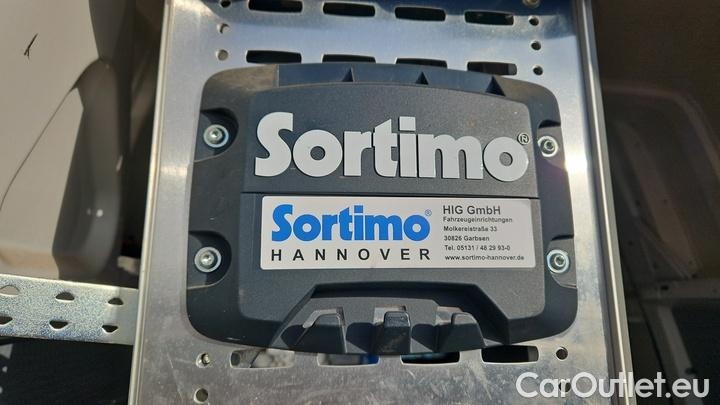 Sortimo®
Sortimo®
HANNOVER
HIG GmbH
Fahrzeugeinrichtungen
Molkereistraße 33
30826 Garbsen
Tel. 05131 / 48 29 93-0
www.sortimo-hannover.de
CarOutlet.eu